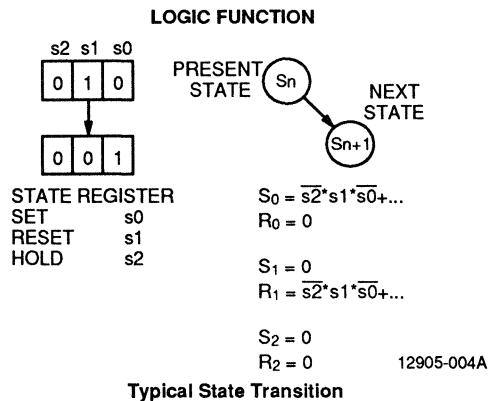 LOGIC FUNCTION
s2 s1 s0
0 1 0
0 0 1
PRESENT
STATE
Sn
NEXT
STATE
Sn+1
STATE REGISTER
SET s0
RESET s1
HOLD s2
S₀ = s̅2̅*s1*s̅0̅+...
R₀ = 0
S₁ = 0
R₁ = s̅2̅*s1*s̅0̅+...
S₂ = 0
R₂ = 0
12905-004A
Typical State Transition